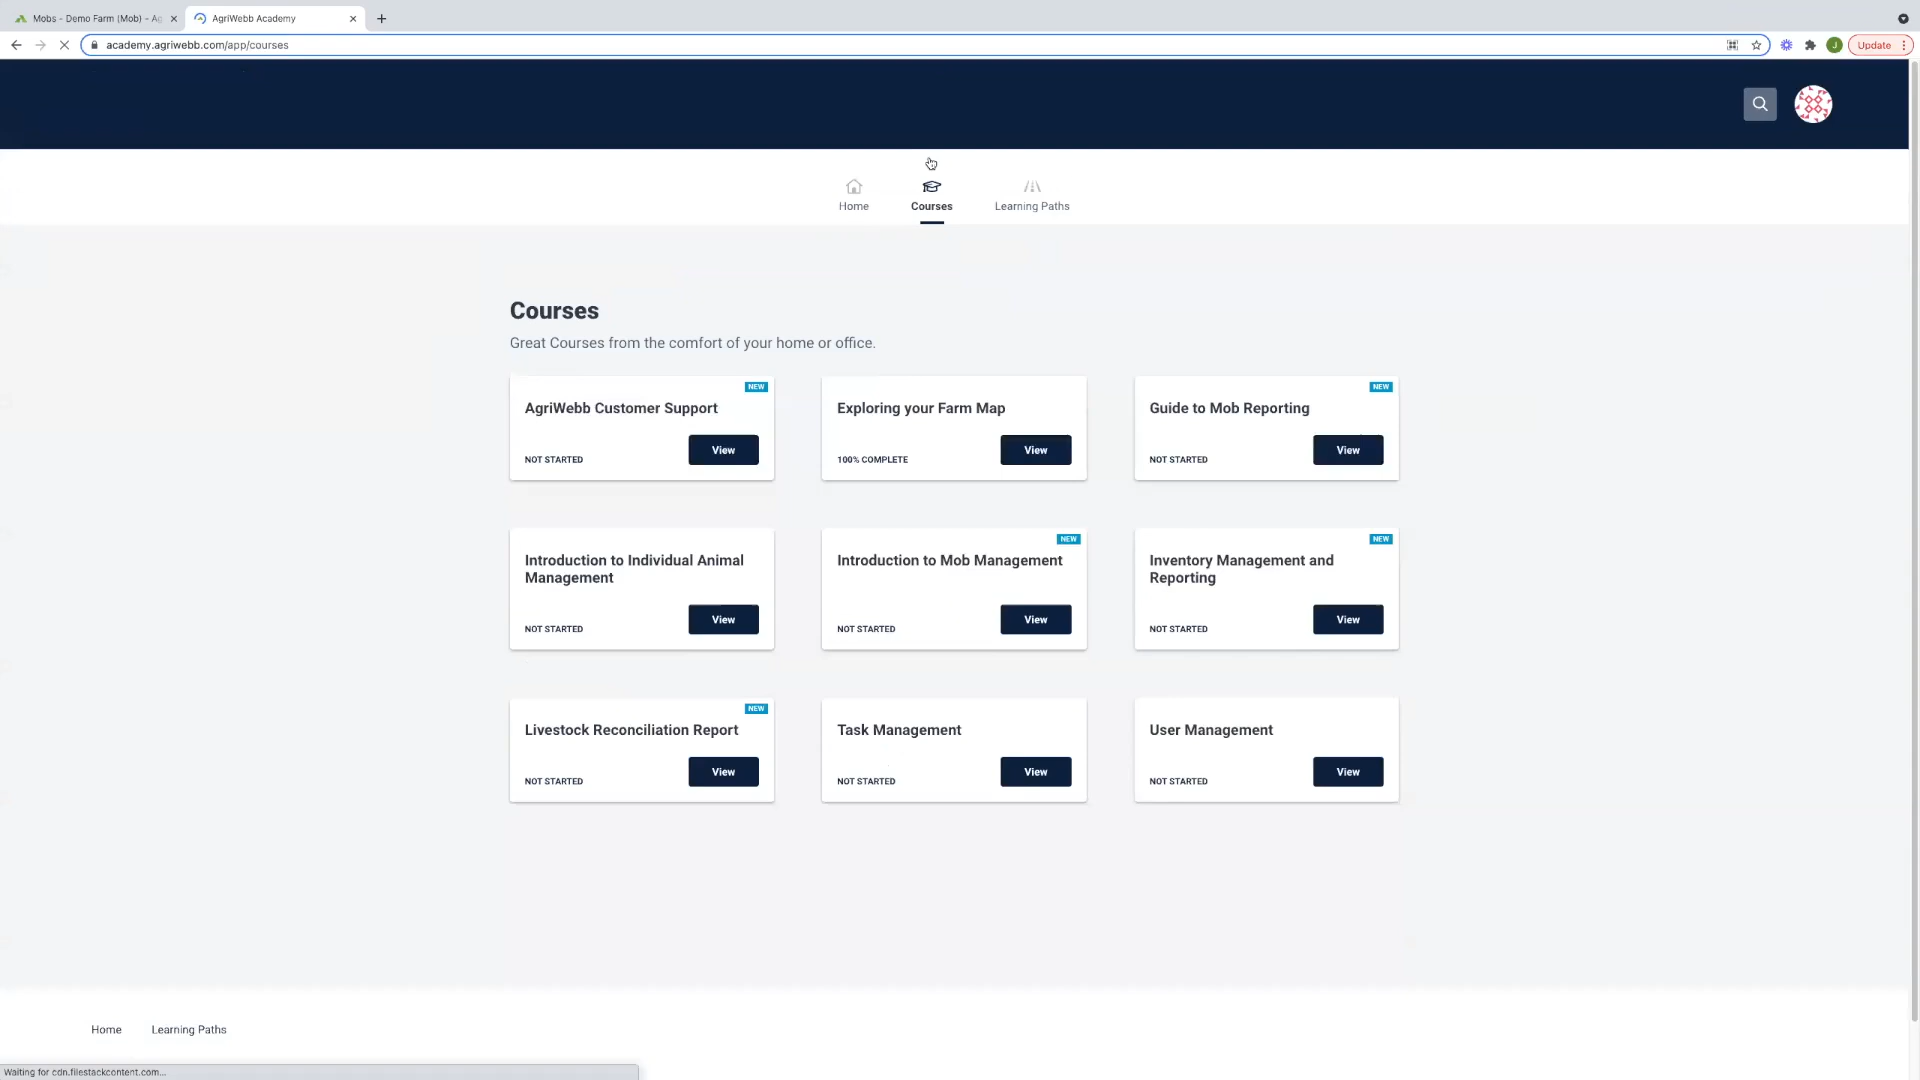 Mobs - Demo Farm (Mob) - Ag
AgriWebb Academy
academy.agriwebb.com/app/courses
J
Update
Home
Courses
Learning Paths
Courses
Great Courses from the comfort of your home or office.
NEW
AgriWebb Customer Support
NOT STARTED
View
Exploring your Farm Map
100% COMPLETE
View
NEW
Guide to Mob Reporting
NOT STARTED
View
Introduction to Individual Animal
Management
NOT STARTED
View
NEW
Introduction to Mob Management
NOT STARTED
View
NEW
Inventory Management and
Reporting
NOT STARTED
View
NEW
Livestock Reconciliation Report
NOT STARTED
View
Task Management
NOT STARTED
View
User Management
NOT STARTED
View
Home
Learning Paths
Waiting for cdn.filestackcontent.com...